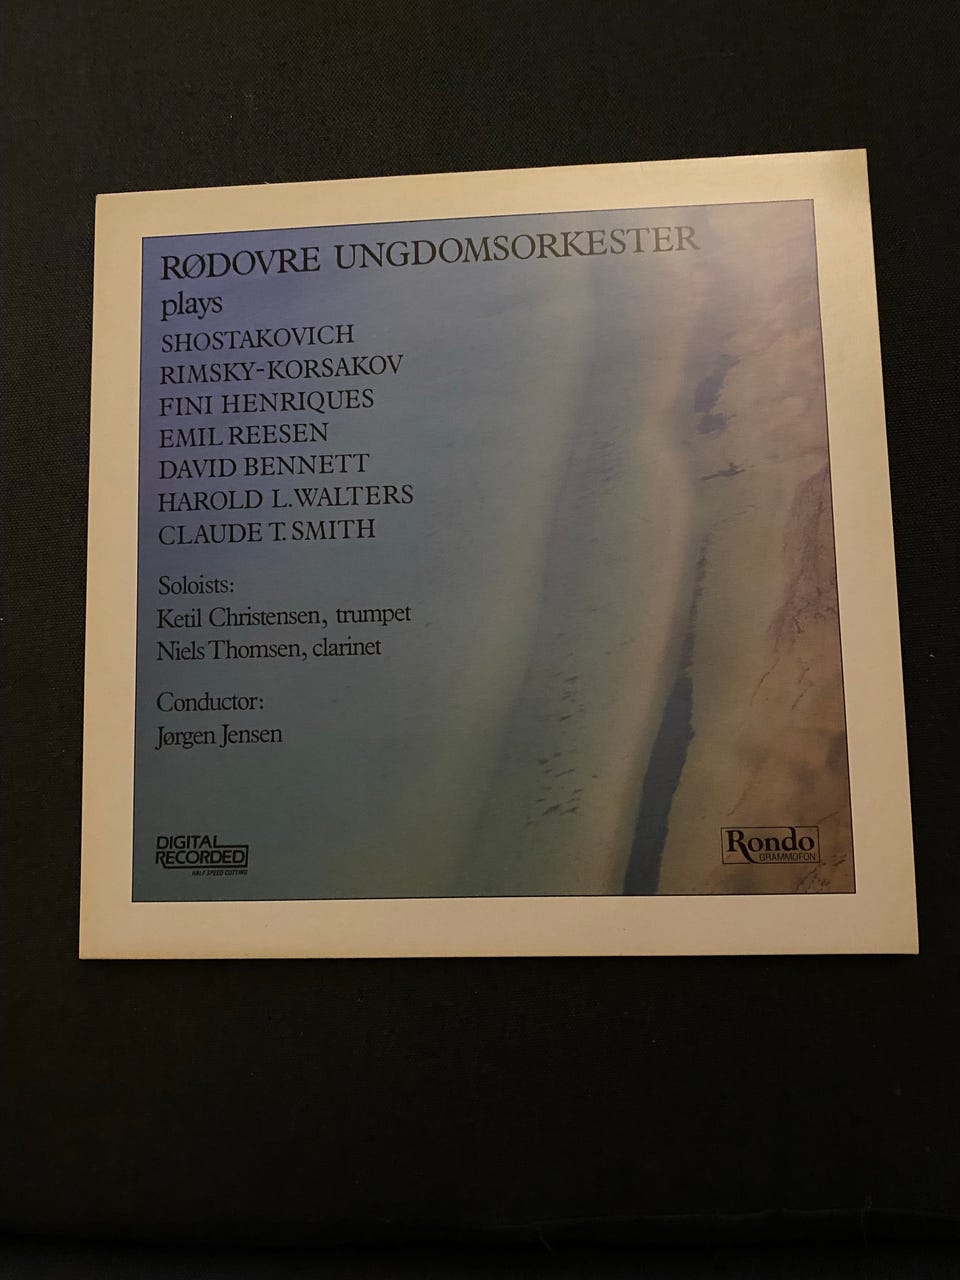 RØDOVRE UNGDOMSORKESTER
plays
SHOSTAKOVICH
RIMSKY-KORSAKOV
FINI HENRIQUES
EMIL REESEN
DAVID BENNETT
HAROLD L. WALTERS
CLAUDE T. SMITH
Soloists:
Ketil Christensen, trumpet
Niels Thomsen, clarinet
Conductor:
Jørgen Jensen
DIGITAL
RECORDED
HALF SPEED CUTTING
Rondo
GRAMMOFON